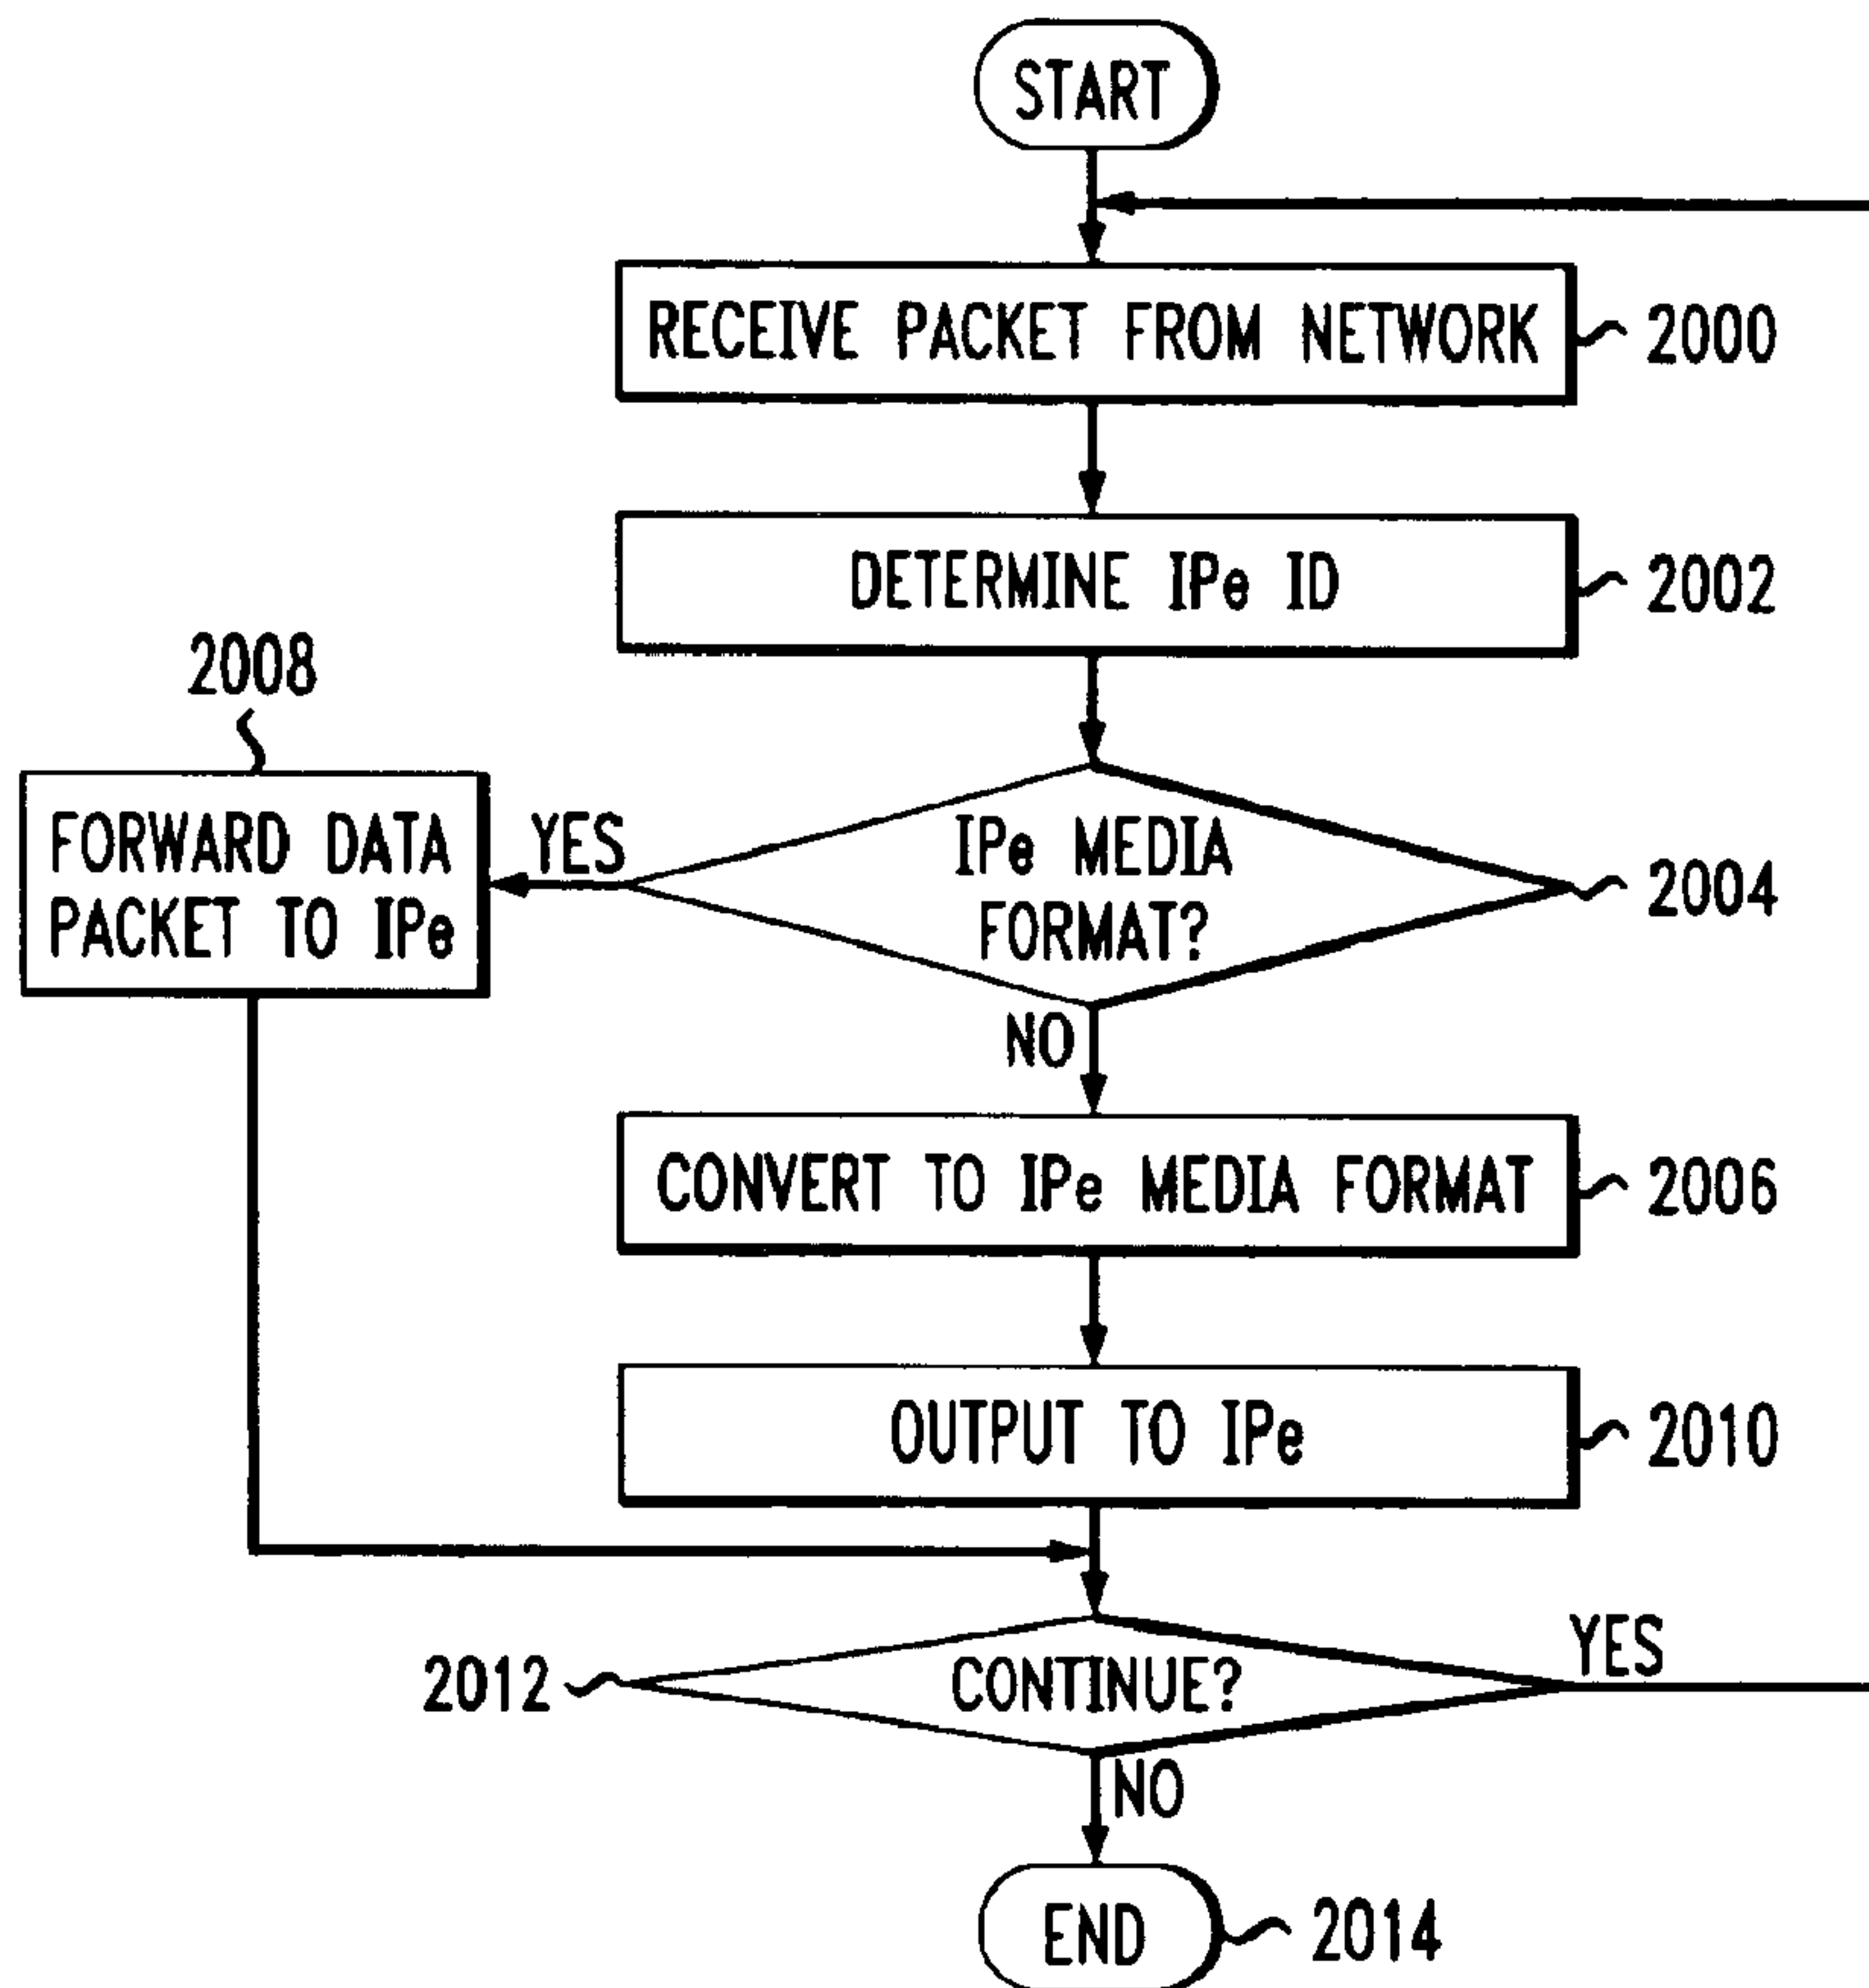 START
RECEIVE PACKET FROM NETWORK
2000
DETERMINE IPe ID
2002
2008
FORWARD DATA
PACKET TO IPe
YES
IPe MEDIA
FORMAT?
2004
NO
CONVERT TO IPe MEDIA FORMAT
2006
OUTPUT TO IPe
2010
2012
CONTINUE?
YES
NO
END
2014